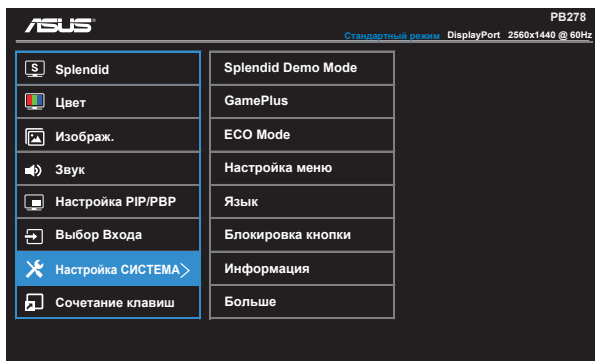 ASUS
PB278
Стандартный режим DisplayPort 2560x1440 @ 60Hz
S Splendid
Цвет
Изображ.
Звук
Настройка PIP/PBP
Выбор Входа
Настройка СИСТЕМА>
Сочетание клавиш
Splendid Demo Mode
GamePlus
ECO Mode
Настройка меню
Язык
Блокировка кнопки
Информация
Больше